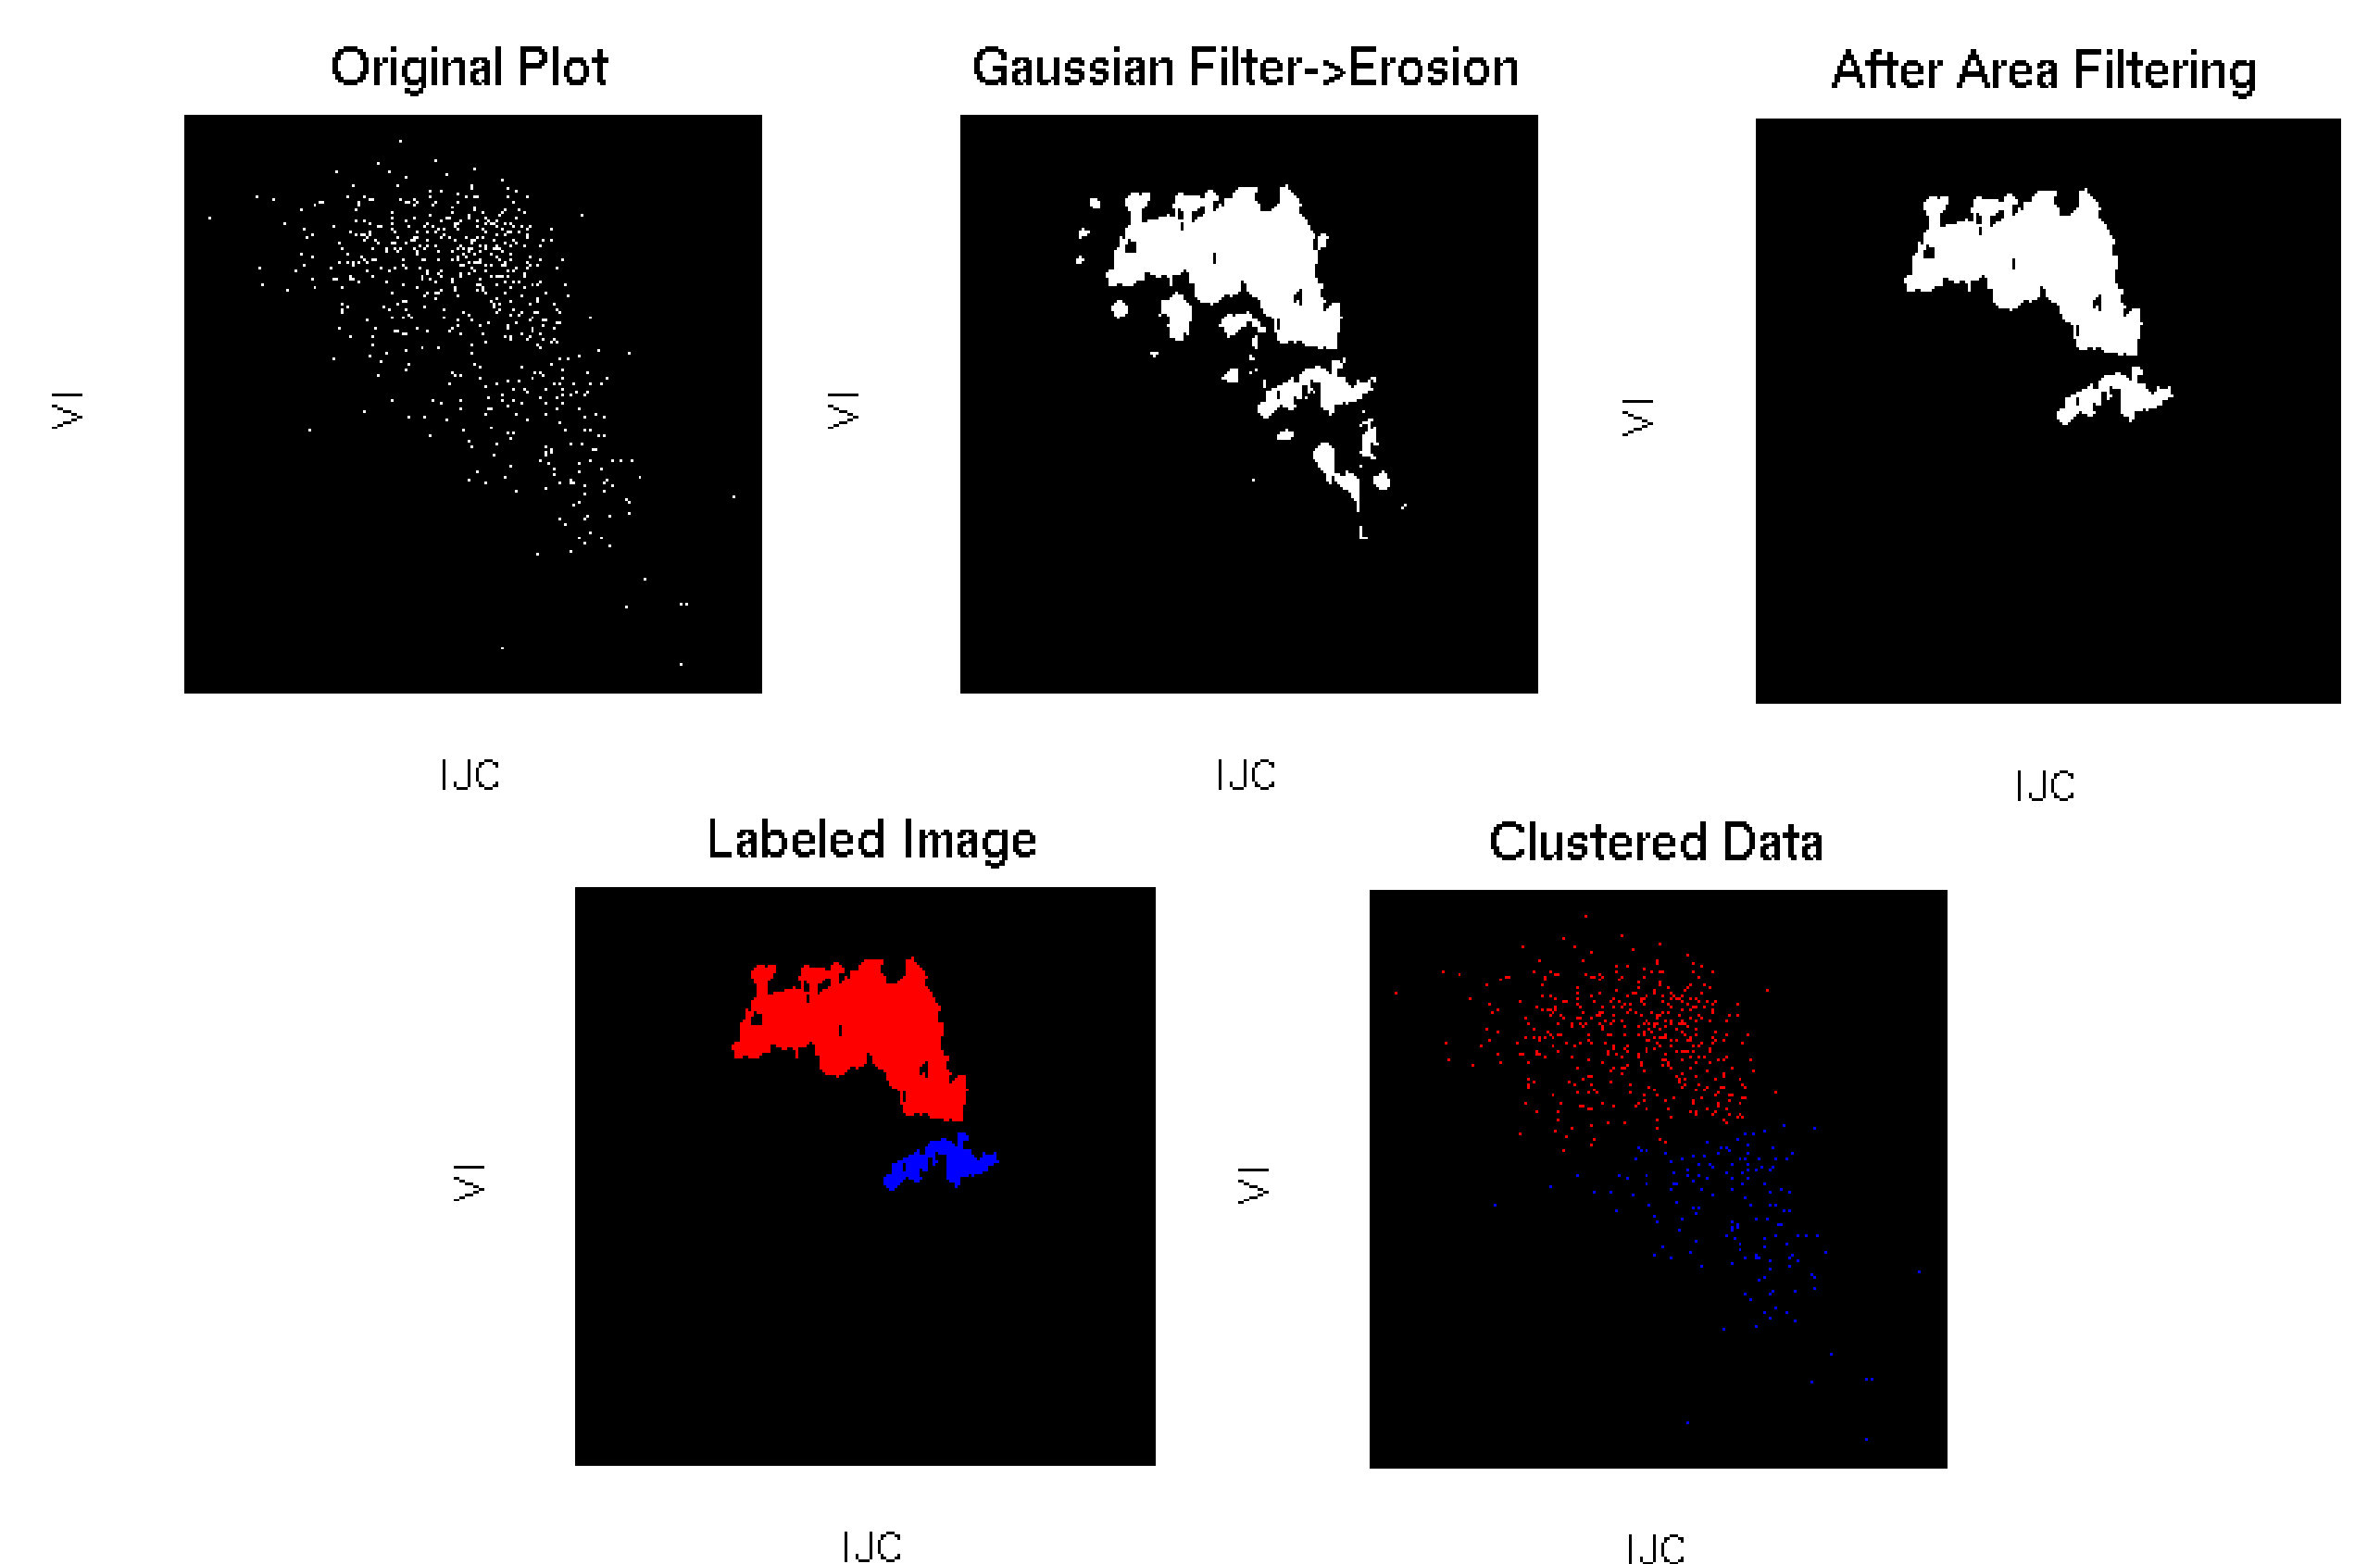 Original Plot
Gaussian Filter->Erosion
After Area Filtering
VI
VI
VI
IJC
IJC
IJC
Labeled Image
Clustered Data
VI
VI
IJC
IJC